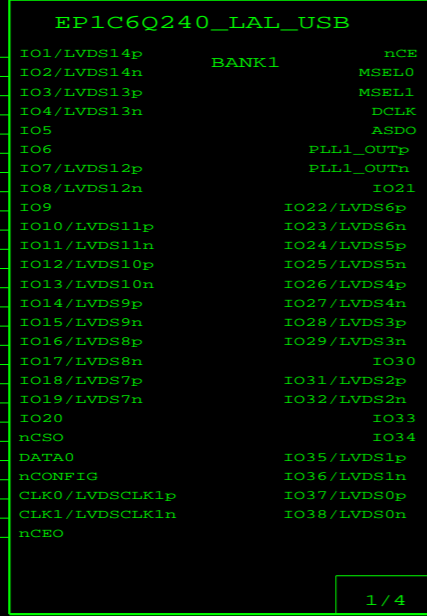 EP1C6Q240_LAL_USB
BANK1
IO1/LVDS14p nCE
IO2/LVDS14n MSEL0
IO3/LVDS13p MSEL1
IO4/LVDS13n DCLK
IO5 ASDO
IO6 PLL1_OUTp
IO7/LVDS12p PLL1_OUTn
IO8/LVDS12n IO21
IO9 IO22/LVDS6p
IO10/LVDS11p IO23/LVDS6n
IO11/LVDS11n IO24/LVDS5p
IO12/LVDS10p IO25/LVDS5n
IO13/LVDS10n IO26/LVDS4p
IO14/LVDS9p IO27/LVDS4n
IO15/LVDS9n IO28/LVDS3p
IO16/LVDS8p IO29/LVDS3n
IO17/LVDS8n IO30
IO18/LVDS7p IO31/LVDS2p
IO19/LVDS7n IO32/LVDS2n
IO20 IO33
nCSO IO34
DATA0 IO35/LVDS1p
nCONFIG IO36/LVDS1n
CLK0/LVDSCLK1p IO37/LVDS0p
CLK1/LVDSCLK1n IO38/LVDS0n
nCEO
1/4